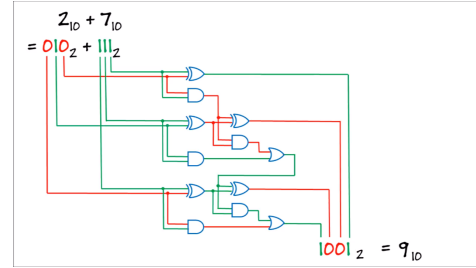 2₁₀ + 7₁₀
= 010₂ + 111₂
1001₂ = 9₁₀